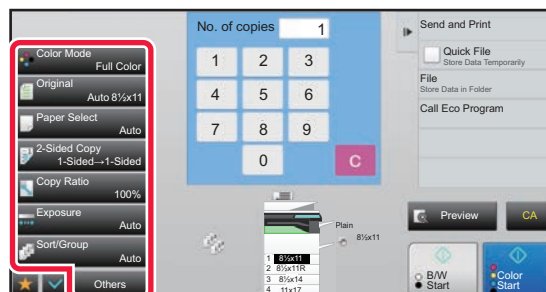 Color Mode
Full Color
Original
Auto 8½x11
Paper Select
Auto
2-Sided Copy
1-Sided→1-Sided
Copy Ratio
100%
Exposure
Auto
Sort/Group
Auto
Others
No. of copies 1
1 2 3
4 5 6
7 8 9
0 C
Plain
8½x11
1 8½x11
2 8½x11R
3 8½x14
4 11x17
Send and Print
Quick File
Store Data Temporarily
File
Store Data in Folder
Call Eco Program
Preview CA
B/W
Start
Color
Start